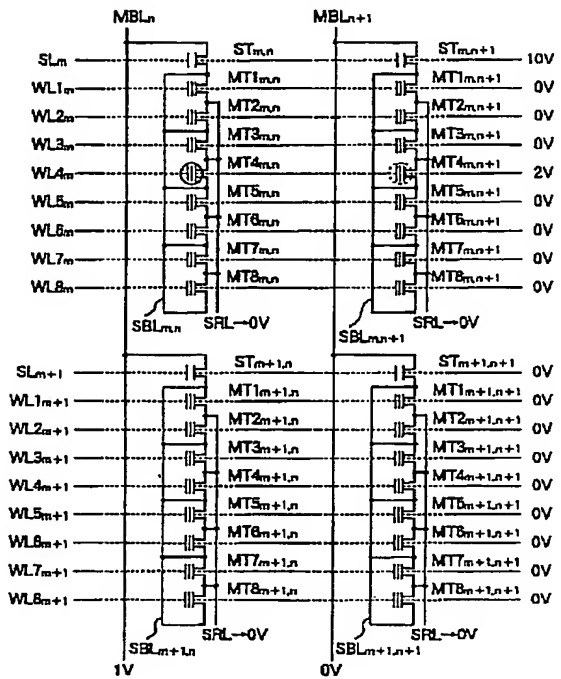 MBLn MBLn+1
SLm STm,n STm,n+1 10V
WL1m MT1m,n MT1m,n+1 0V
WL2m MT2m,n MT2m,n+1 0V
WL3m MT3m,n MT3m,n+1 0V
WL4m MT4m,n MT4m,n+1 2V
WL5m MT5m,n MT5m,n+1 0V
WL6m MT6m,n MT6m,n+1 0V
WL7m MT7m,n MT7m,n+1 0V
WL8m MT8m,n MT8m,n+1 0V
SBLm,n SRL→0V SBLm,n+1 SRL→0V
SLm+1 STm+1,n STm+1,n+1 0V
WL1m+1 MT1m+1,n MT1m+1,n+1 0V
WL2m+1 MT2m+1,n MT2m+1,n+1 0V
WL3m+1 MT3m+1,n MT3m+1,n+1 0V
WL4m+1 MT4m+1,n MT4m+1,n+1 0V
WL5m+1 MT5m+1,n MT5m+1,n+1 0V
WL6m+1 MT6m+1,n MT6m+1,n+1 0V
WL7m+1 MT7m+1,n MT7m+1,n+1 0V
WL8m+1 MT8m+1,n MT8m+1,n+1 0V
SBLm+1,n SRL→0V SBLm+1,n+1 SRL→0V
1V 0V